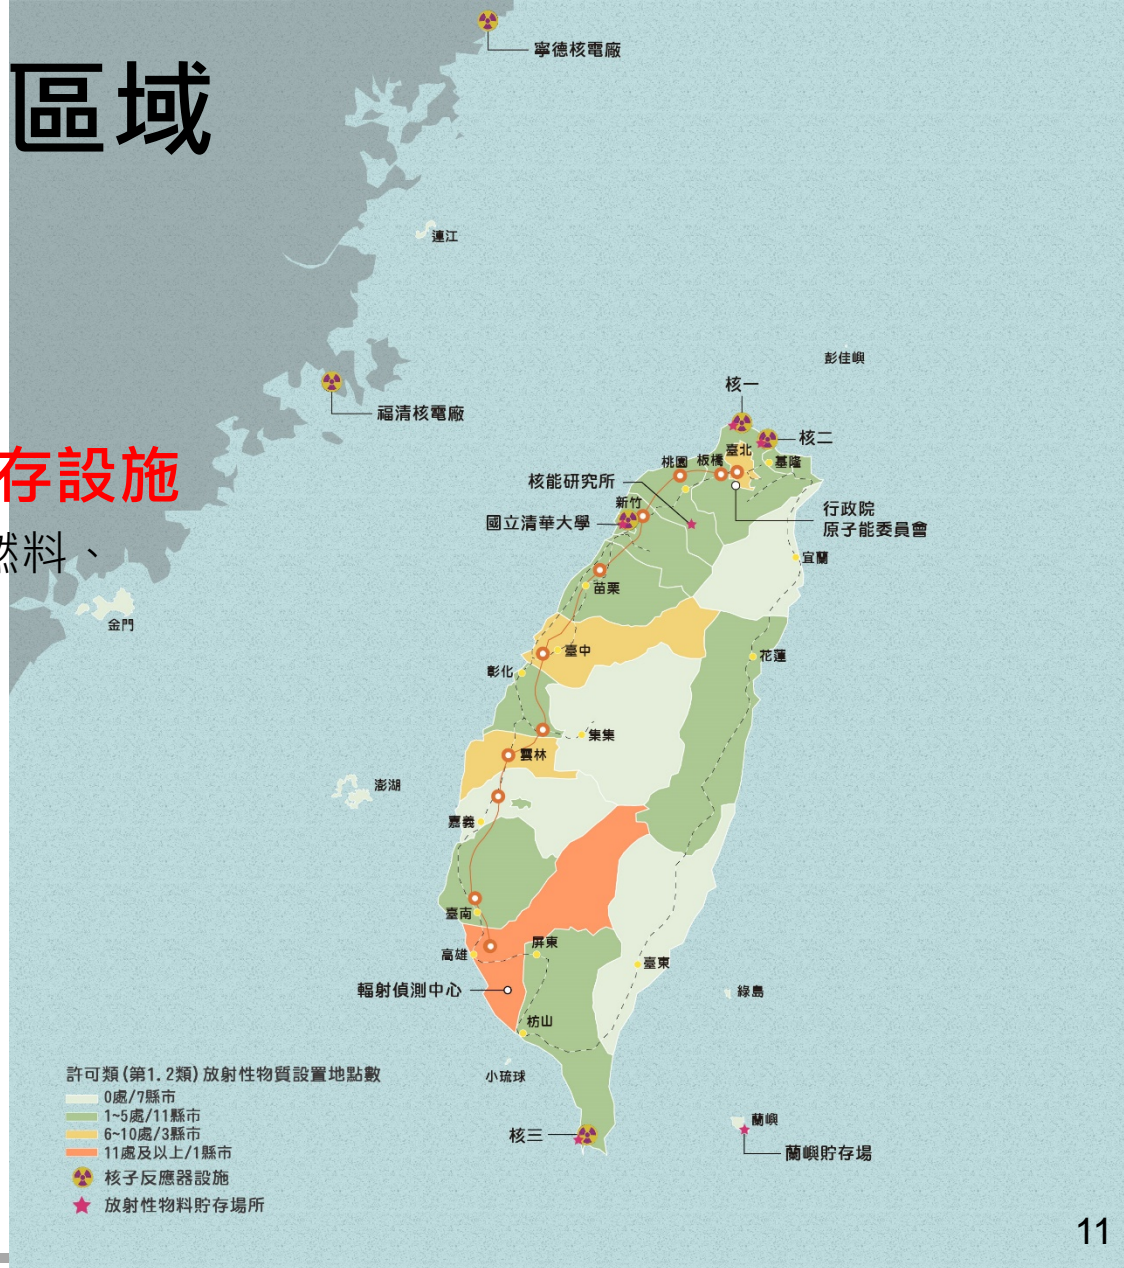 寧德核電廠
區域
連江
彭佳嶼
核一
福清核電廠
核二
臺北
存設施
桃園
板橋
基隆
核能研究所
新竹
行政院
原子能委員會
國立清華大學
燃料、
宜蘭
苗栗
金門
臺中
花蓮
彰化
集集
雲林
澎湖
嘉義
臺南
屏東
高雄
臺東
輻射偵測中心
綠島
枋山
小琉球
許可類(第1.2類)放射性物質設置地點數
0處/7縣市
1~5處/11縣市
6~10處/3縣市
11處及以上/1縣市
核子反應器設施
放射性物料貯存場所
核三
蘭嶼
蘭嶼貯存場
11